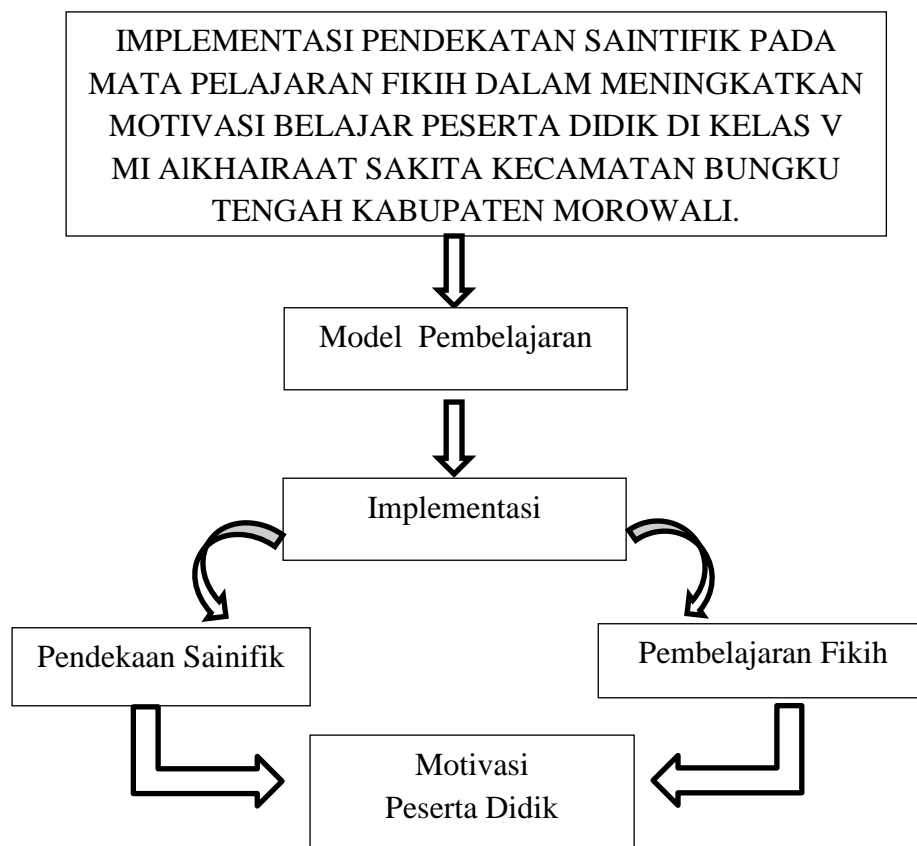 IMPLEMENTASI PENDEKATAN SAINTIFIK PADA
MATA PELAJARAN FIKIH DALAM MENINGKATKAN
MOTIVASI BELAJAR PESERTA DIDIK DI KELAS V
MI AlKHAIRAAT SAKITA KECAMATAN BUNGKU
TENGAH KABUPATEN MOROWALI.
Model Pembelajaran
Implementasi
Pendekaan Sainifik
Pembelajaran Fikih
Motivasi
Peserta Didik